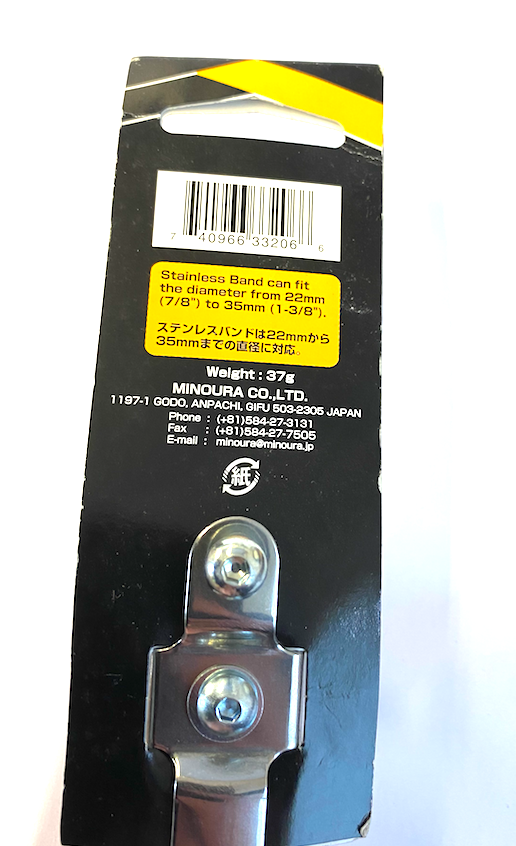 7 40966 33206 6
Stainless Band can fit
the diameter from 22mm
(7/8") to 35mm (1-3/8").
ステンレスバンドは22mmから
35mmまでの直径に対応。
Weight : 37g
MINOURA CO.,LTD.
1197-1 GODO, ANPACHI, GIFU 503-2305 JAPAN
Phone : (+81)584-27-3131
Fax : (+81)584-27-7505
E-mail : minoura@minoura.jp
紙